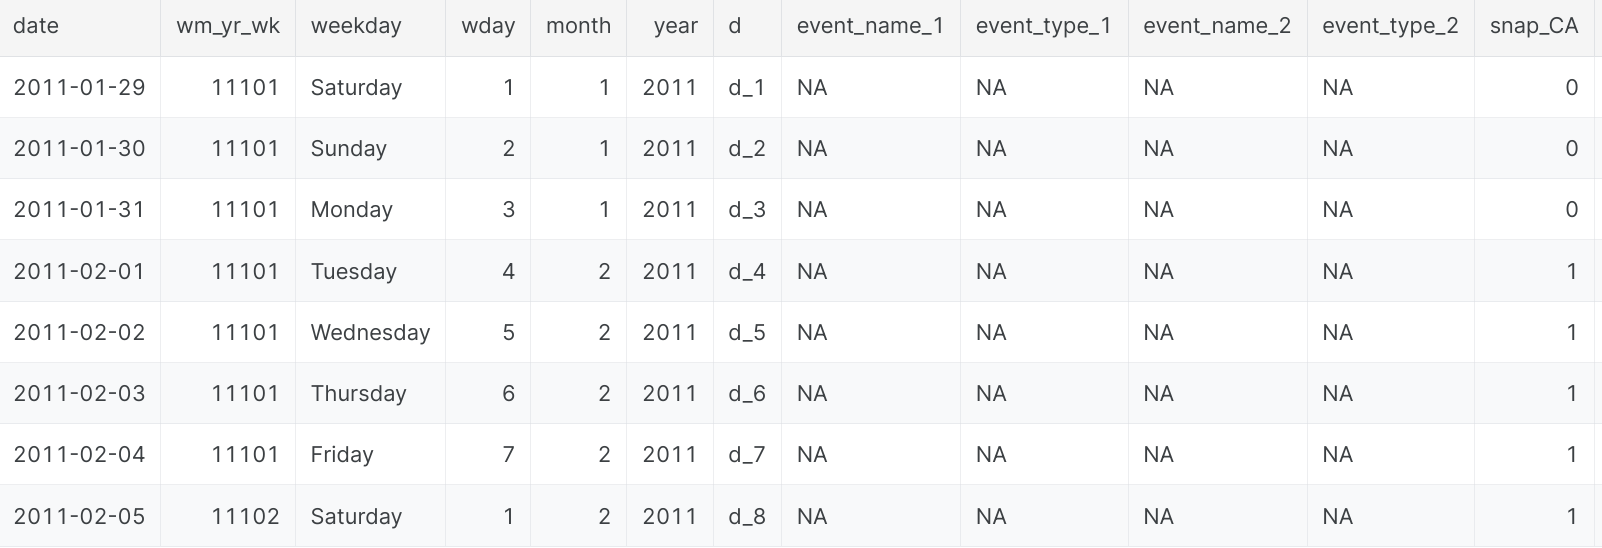 date wm_yr_wk weekday wday month year d event_name_1 event_type_1 event_name_2 event_type_2 snap_CA
2011-01-29 11101 Saturday 1 1 2011 d_1 NA NA NA NA 0
2011-01-30 11101 Sunday 2 1 2011 d_2 NA NA NA NA 0
2011-01-31 11101 Monday 3 1 2011 d_3 NA NA NA NA 0
2011-02-01 11101 Tuesday 4 2 2011 d_4 NA NA NA NA 1
2011-02-02 11101 Wednesday 5 2 2011 d_5 NA NA NA NA 1
2011-02-03 11101 Thursday 6 2 2011 d_6 NA NA NA NA 1
2011-02-04 11101 Friday 7 2 2011 d_7 NA NA NA NA 1
2011-02-05 11102 Saturday 1 2 2011 d_8 NA NA NA NA 1